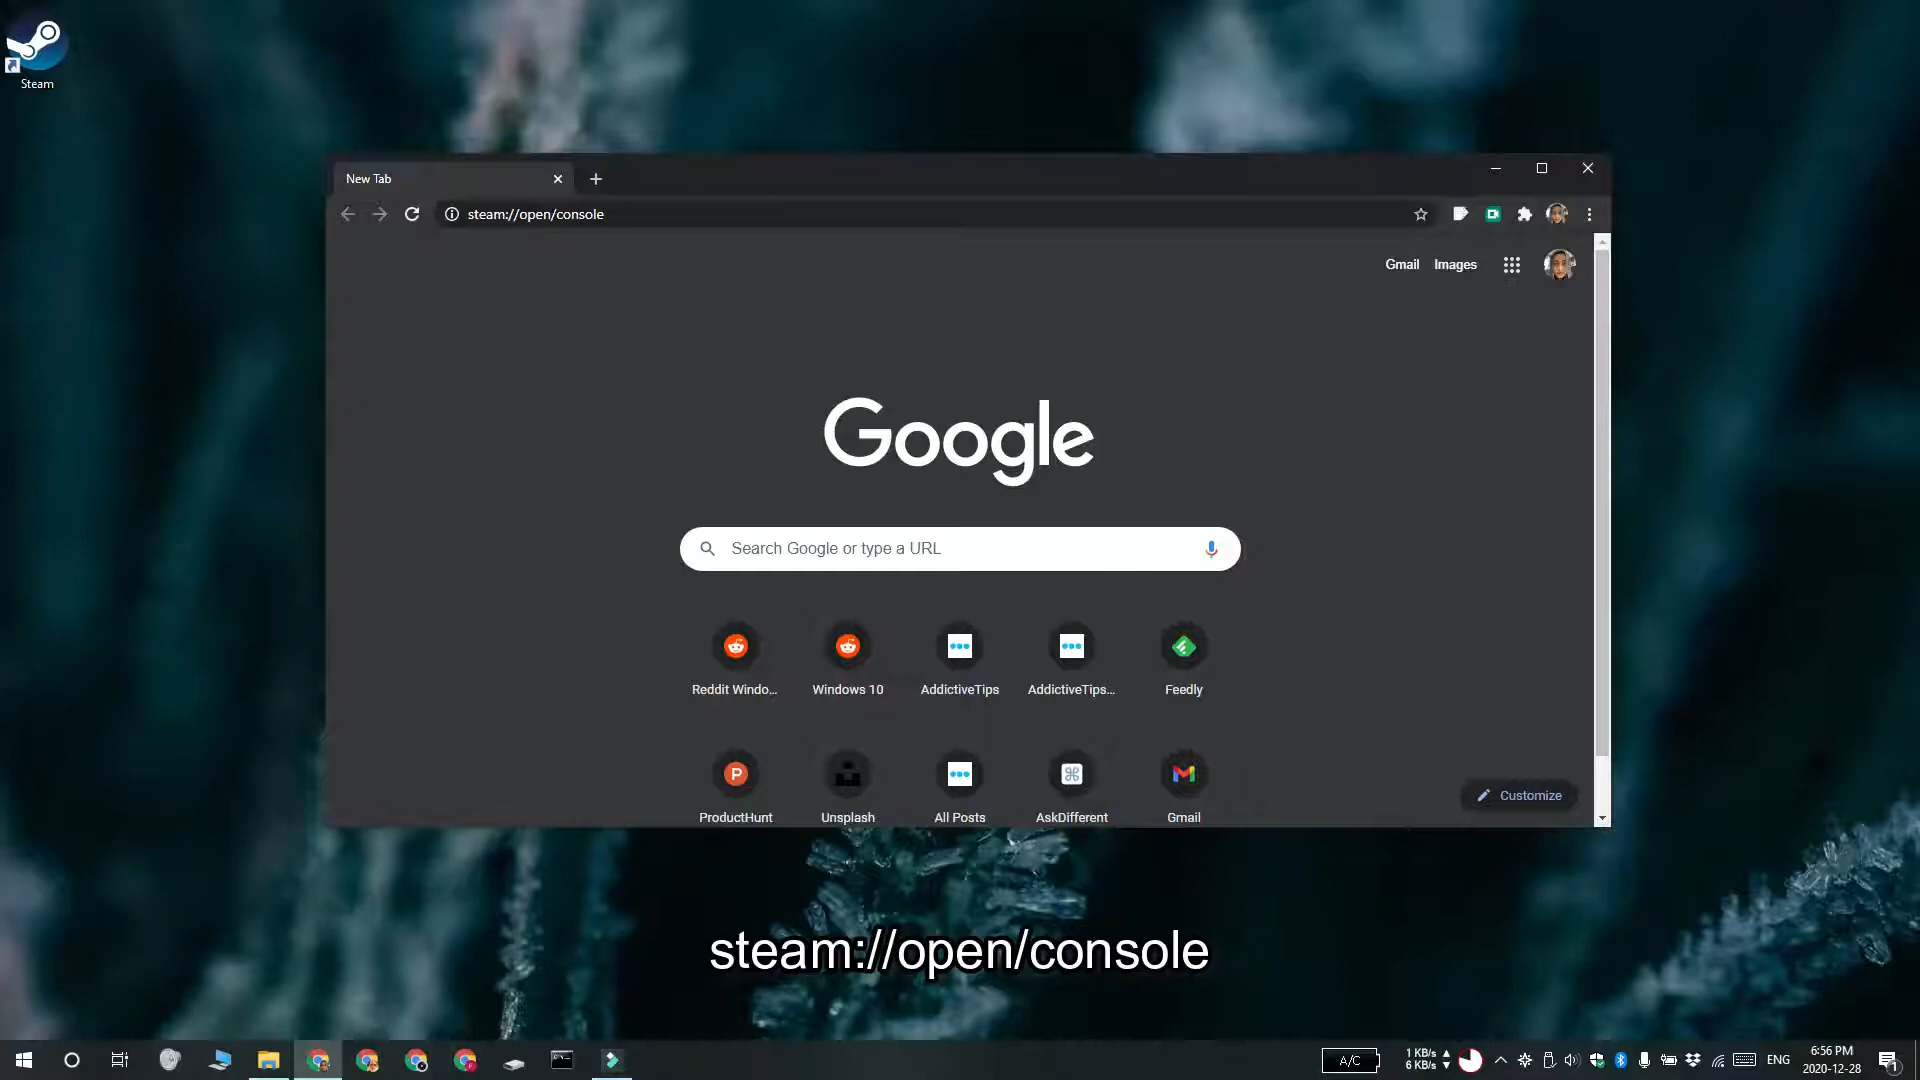 Steam
New Tab
steam://open/console
Gmail Images
Google
Search Google or type a URL
Reddit Windo... Windows 10 AddictiveTips AddictiveTips... Feedly
P
ProductHunt Unsplash All Posts AskDifferent Gmail
Customize
steam://open/console
A/C
1 KB/s
6 KB/s
ENG
6:56 PM
2020-12-28
1